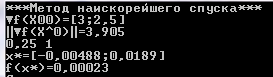 ***Метод наискорейшего спуска***
▼f(X00)=[3;2,5]
||▼f(X^0)||=3,905
0,25 1
x*=[-0,00488;0,0189]
f(x*)=0,00023